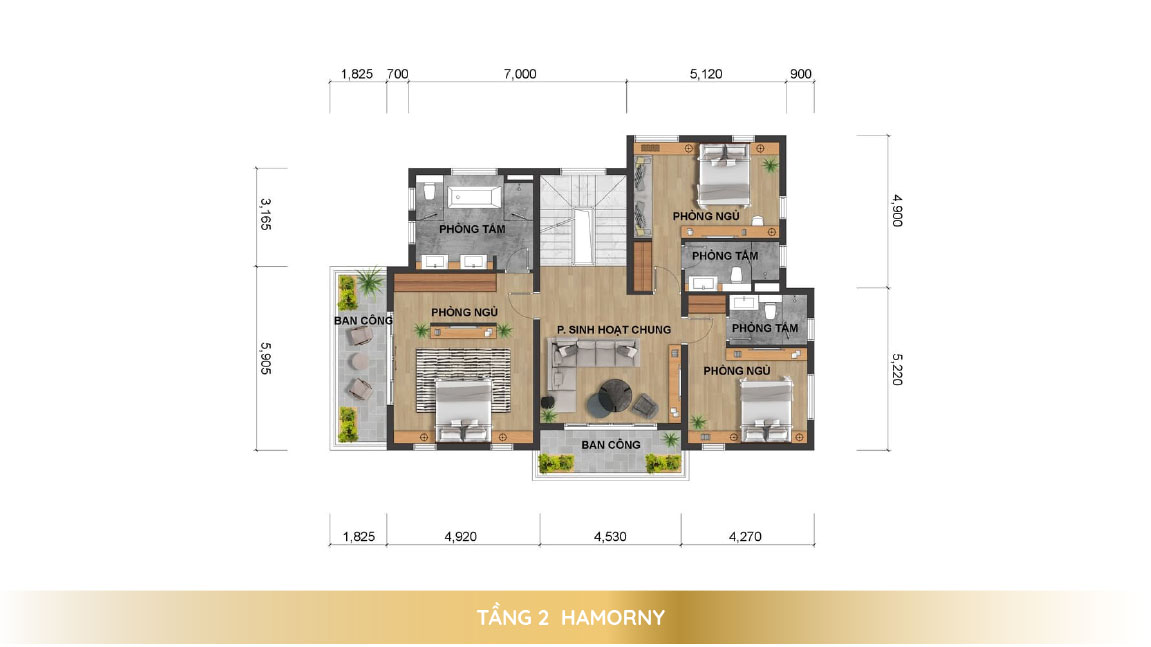 1,825 700 7,000 5,120 900
3,165
4,900
PHÒNG NGỦ
PHÒNG TẮM
PHÒNG TẮM
PHÒNG NGỦ
BAN CÔNG
P. SINH HOẠT CHUNG
PHÒNG TẮM
5,905
5,220
PHÒNG NGỦ
BAN CÔNG
1,825 4,920 4,530 4,270
TẦNG 2 HAMORNY